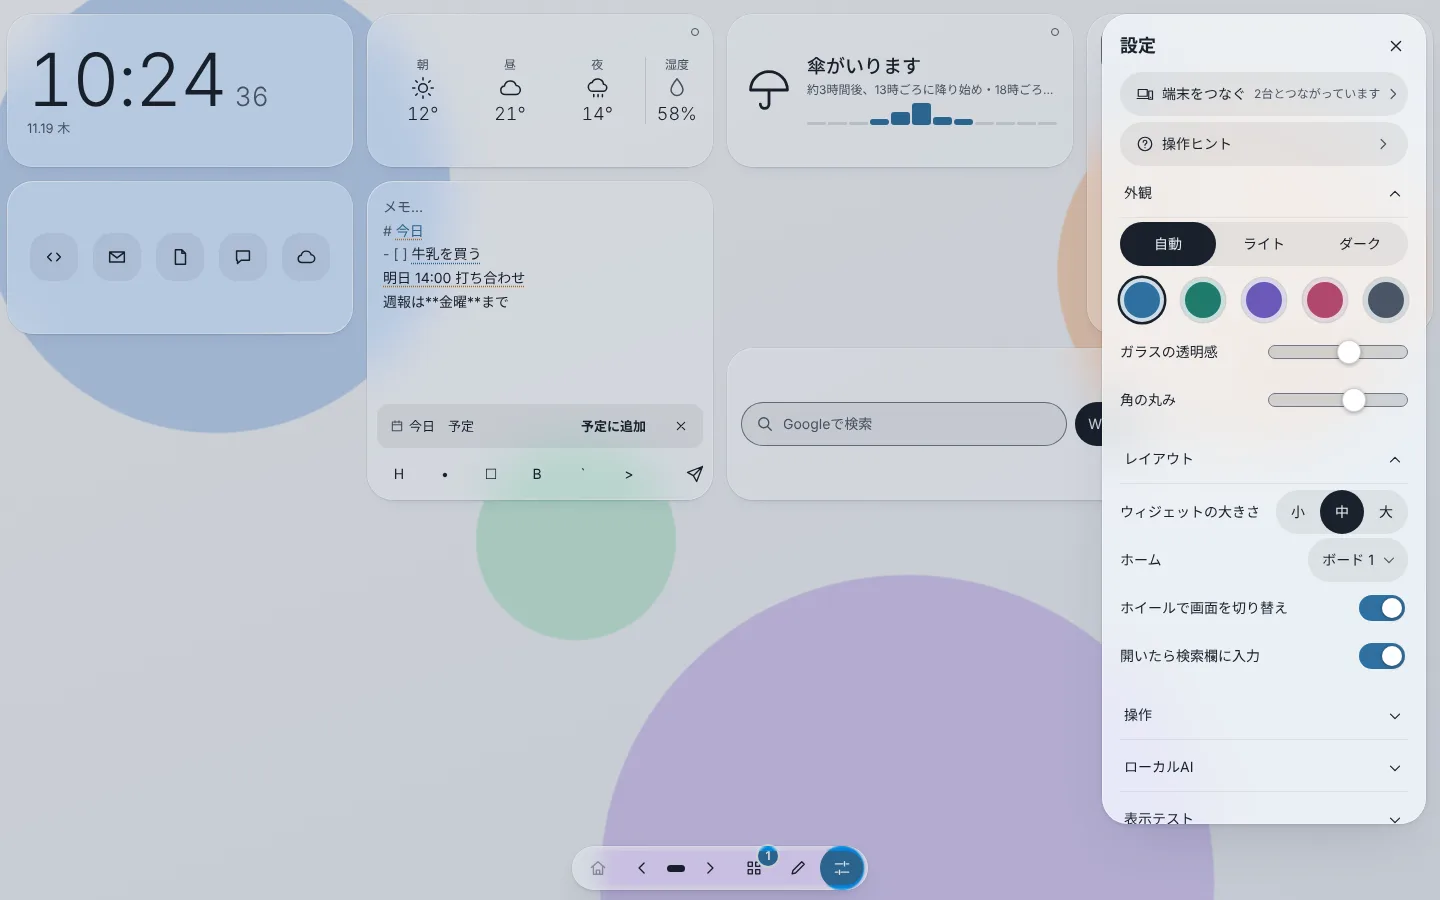 10:24 36
11.19 木
朝
12°
昼
21°
夜
14°
湿度
58%
傘がいります
約3時間後、13時ごろに降り始め・18時ごろ…
メモ...
# 今日
- [ ] 牛乳を買う
明日 14:00 打ち合わせ
週報は**金曜**まで
今日 予定 予定に追加
H • □ B ` >
Googleで検索
W
設定
端末をつなぐ 2台とつながっています
操作ヒント
外観
自動 ライト ダーク
ガラスの透明感
角の丸み
レイアウト
ウィジェットの大きさ 小 中 大
ホーム ボード 1
ホイールで画面を切り替え
開いたら検索欄に入力
操作
ローカルAI
表示テスト
1